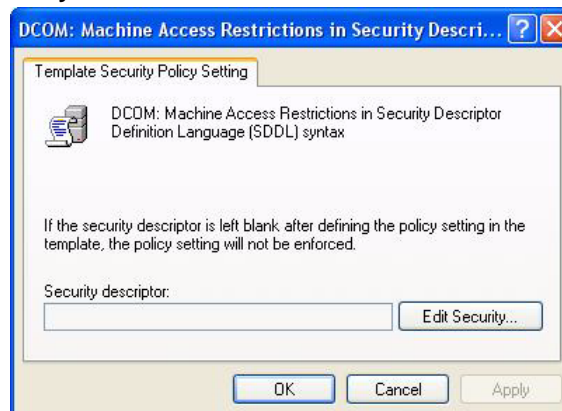 DCOM: Machine Access Restrictions in Security Descri...
Template Security Policy Setting
DCOM: Machine Access Restrictions in Security Descriptor
Definition Language (SDDL) syntax
If the security descriptor is left blank after defining the policy setting in the
template, the policy setting will not be enforced.
Security descriptor:
Edit Security...
OK
Cancel
Apply